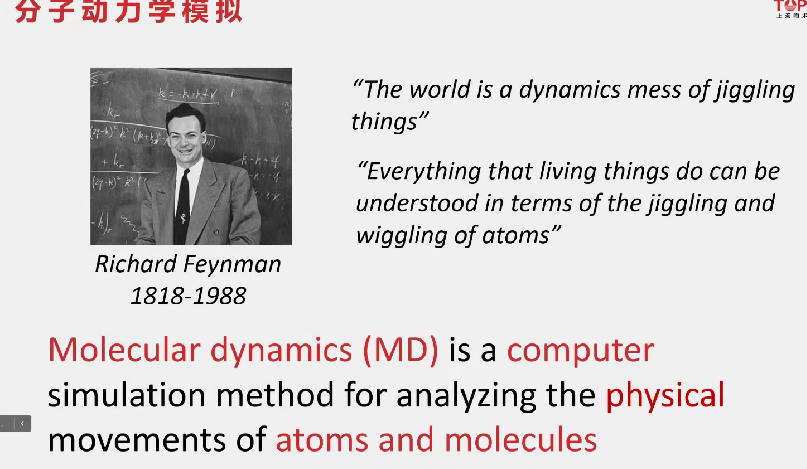 分子动力学模拟
TOP
“The world is a dynamics mess of jiggling
things”
“Everything that living things do can be
understood in terms of the jiggling and
wiggling of atoms”
Richard Feynman
1818-1988
Molecular dynamics (MD) is a computer
simulation method for analyzing the physical
movements of atoms and molecules